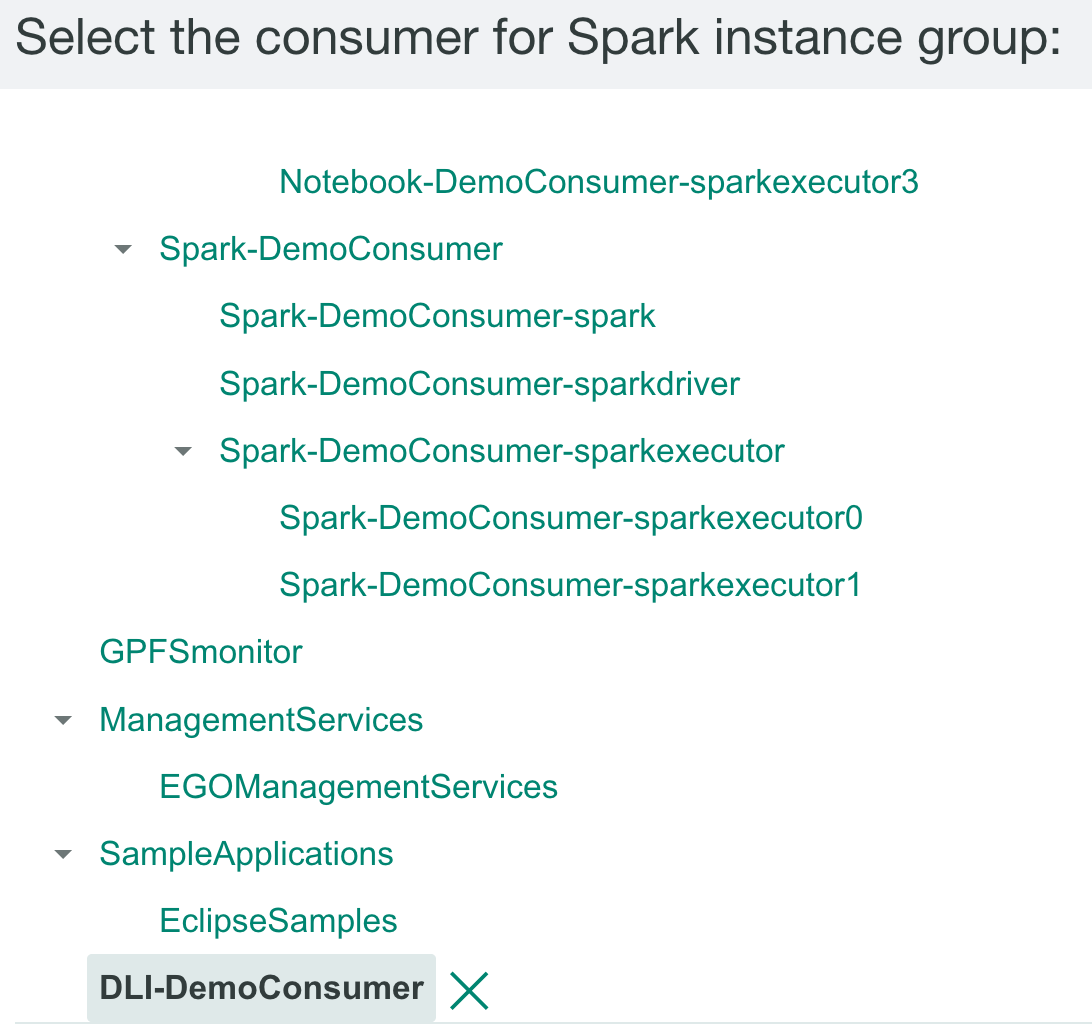 Select the consumer for Spark instance group:
Notebook-DemoConsumer-sparkexecutor3
Spark-DemoConsumer
Spark-DemoConsumer-spark
Spark-DemoConsumer-sparkdriver
Spark-DemoConsumer-sparkexecutor
Spark-DemoConsumer-sparkexecutor0
Spark-DemoConsumer-sparkexecutor1
GPFSmonitor
ManagementServices
EGOManagementServices
SampleApplications
EclipseSamples
DLI-DemoConsumer